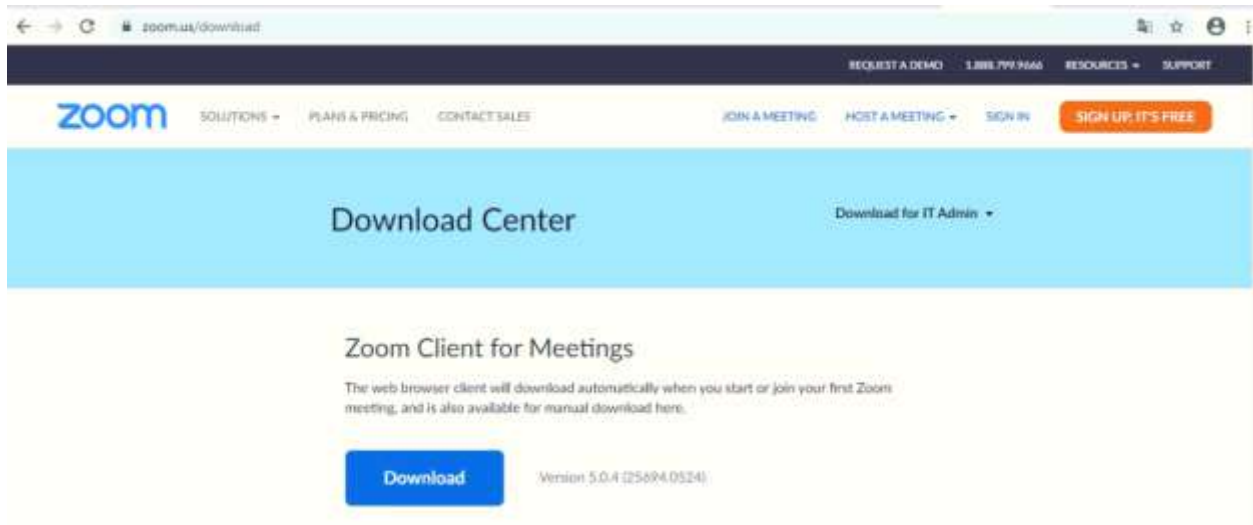 zoom.us/download
REQUEST A DEMO 1.888.799.9666 RESOURCES SUPPORT
zoom SOLUTIONS PLANS & PRICING CONTACT SALES JOIN A MEETING HOST A MEETING SIGN IN SIGN UP, IT'S FREE
Download Center Download for IT Admin
Zoom Client for Meetings
The web browser client will download automatically when you start or join your first Zoom
meeting, and is also available for manual download here.
Download Version 5.0.4 (25694.0524)